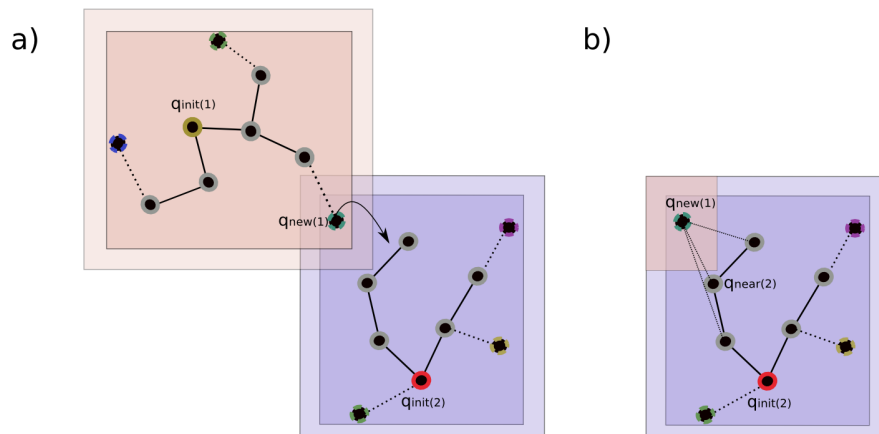 a)
b)
qinit(1)
qnew(1)
qinit(2)
qnew(1)
qnear(2)
qinit(2)